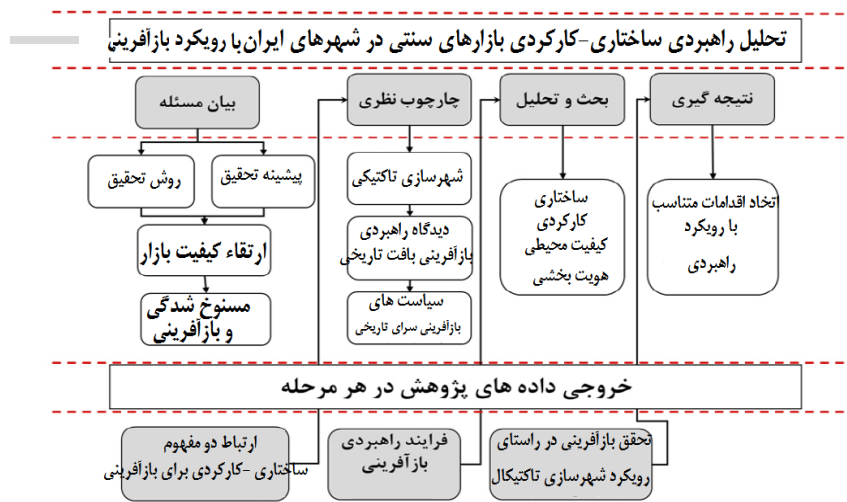 تحلیل راهبردی ساختاری-کارکردی بازارهای سنتی در شهرهای ایران با رویکرد بازآفرینی
بیان مسئله
چارچوب نظری
بحث و تحلیل
نتیجه گیری
روش تحقیق
پیشینه تحقیق
ارتقاء کیفیت بازار
مسنوخ شدگی
و بازآفرینی
شهرسازی تاکتیکی
دیدگاه راهبردی
بازآفرینی بافت تاریخی
سیاست های
بازآفرینی سرای تاریخی
ساختاری
کارکردی
کیفیت محیطی
هویت بخشی
اتخاد اقدامات متناسب
با رویکرد
راهبردی
خروجی داده های پژوهش در هر مرحله
ارتباط دو مفهوم
ساختاری -کارکردی برای بازآفرینی
فرایند راهبردی
بازآفرینی
تحقق بازآفرینی در راستای
رویکرد شهرسازی تاکتیکال